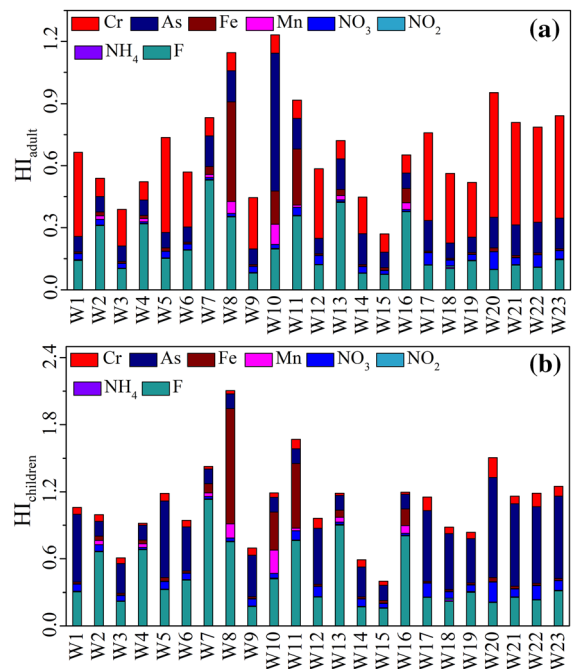 Cr As Fe Mn NO3 NO2 (a)
NH4 F
1.2
0.9
0.6
0.3
0.0
HIadult
W1 W2 W3 W4 W5 W6 W7 W8 W9 W10 W11 W12 W13 W14 W15 W16 W17 W18 W19 W20 W21 W22 W23
2.4
Cr As Fe Mn NO3 NO2 (b)
NH4 F
1.8
1.2
0.6
0.0
HIchildren
W1 W2 W3 W4 W5 W6 W7 W8 W9 W10 W11 W12 W13 W14 W15 W16 W17 W18 W19 W20 W21 W22 W23